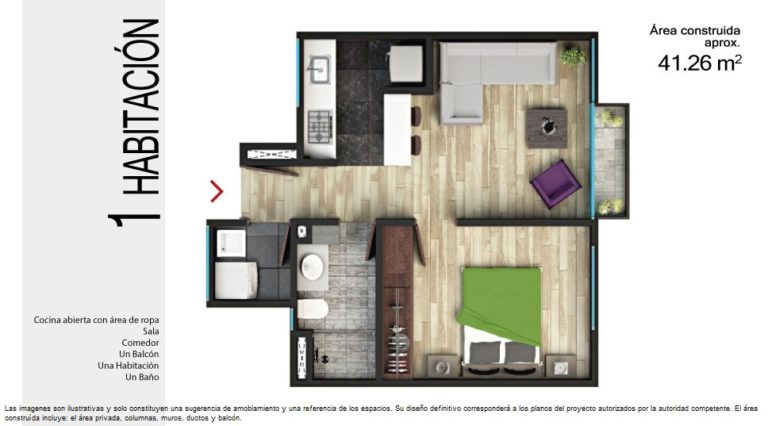 1 HABITACIÓN
Área construida
aprox.
41.26 m²
Cocina abierta con área de ropa
Sala
Comedor
Un Balcón
Una Habitación
Un Baño
Las imagenes son ilustrativas y solo constituyen una sugerencia de amoblamiento y una referencia de los espacios. Su diseño definitivo corresponderá a los planos del proyecto autorizados por la autoridad competente. El área
construída incluye: el área privada, columnas, muros, ductos y balcón.